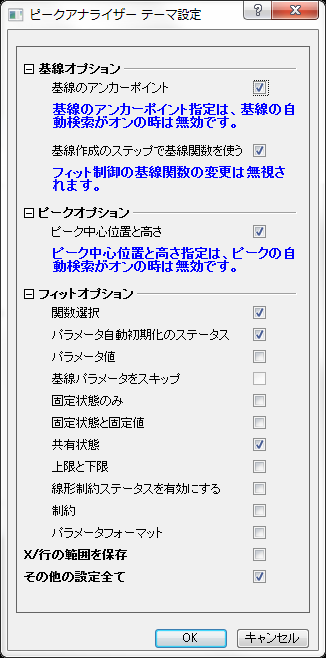 ピークアナライザー テーマ設定
基線オプション
基線のアンカーポイント
基線のアンカーポイント指定は、基線の自
動検索がオンの時は無効です。
基線作成のステップで基線関数を使う
フィット制御の基線関数の変更は無視さ
れます。
ピークオプション
ピーク中心位置と高さ
ピーク中心位置と高さ指定は、ピークの自
動検索がオンの時は無効です。
フィットオプション
関数選択
パラメータ自動初期化のステータス
パラメータ値
基線パラメータをスキップ
固定状態のみ
固定状態と固定値
共有状態
上限と下限
線形制約ステータスを有効にする
制約
パラメータフォーマット
X/行の範囲を保存
その他の設定全て
OK
キャンセル